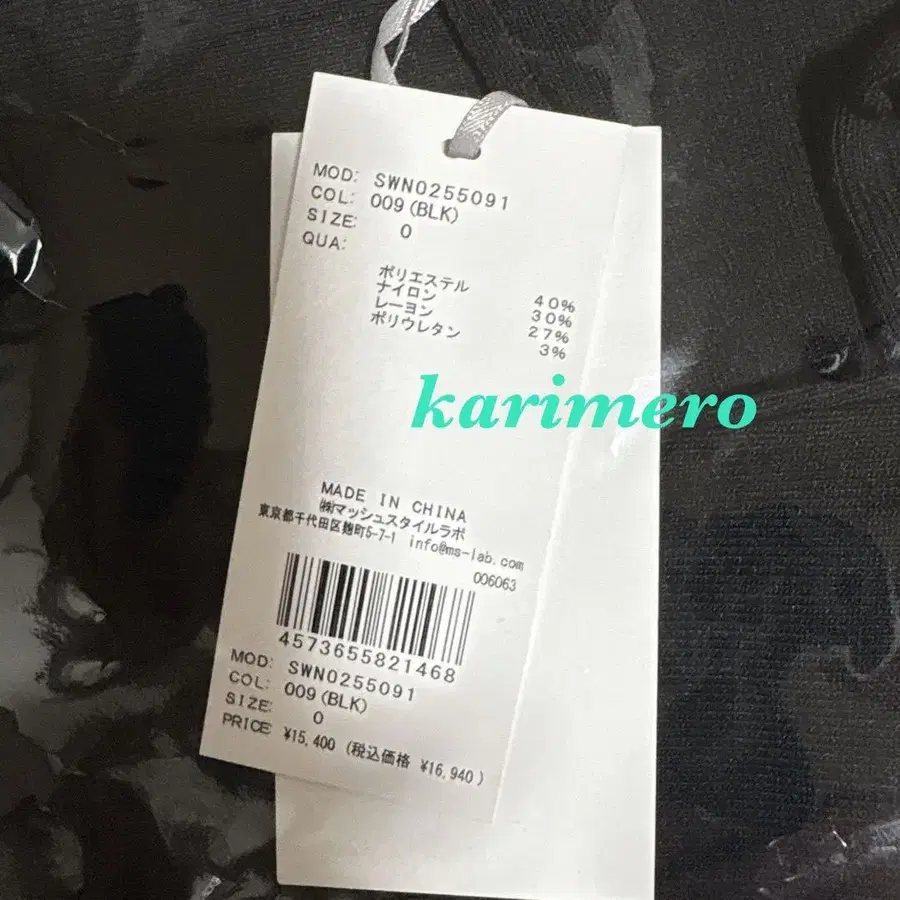 MOD: SWN0255091
COL: 009(BLK)
SIZE: 0
QUA:
ポリエステル 40%
ナイロン 30%
レーヨン 27%
ポリウレタン 3%
karimero
MADE IN CHINA
㈱マッシュスタイルラボ
東京都千代田区麹町5-7-1 info@ms-lab.com
006063
4573655821468
MOD: SWN0255091
COL: 009(BLK)
SIZE: 0
PRICE: ¥15,400 (税込価格 ¥16,940)